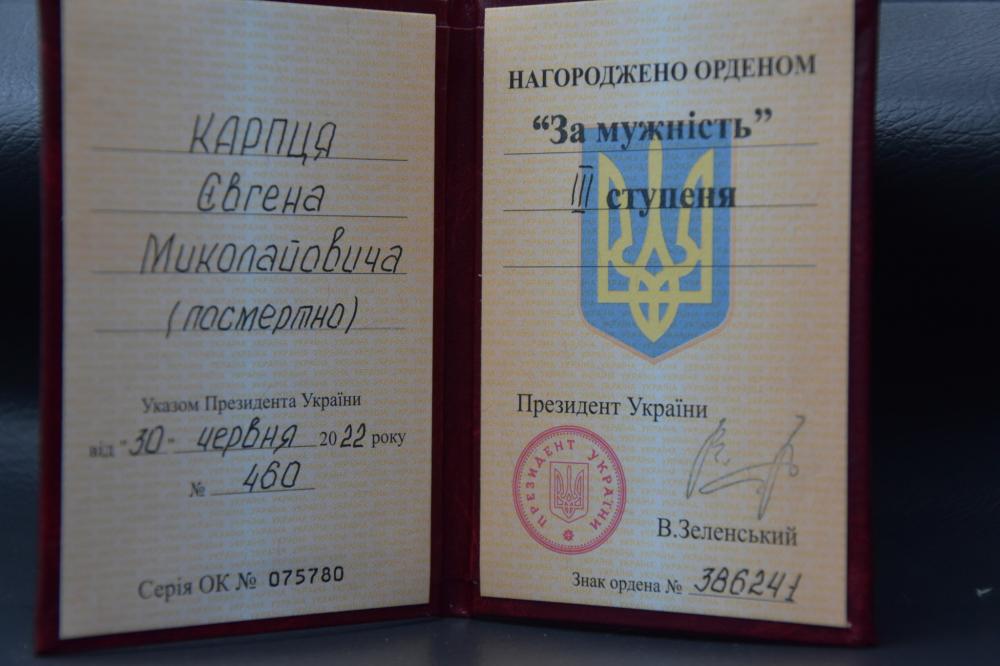 КАРПЦЯ
Євгена
Миколайовича
(посмертно)
Указом Президента України
від "30" червня 2022 року
№ 460
Серія ОК № 075780
НАГОРОДЖЕНО ОРДЕНОМ
“За мужність”
III ступеня
Президент України
ПРЕЗИДЕНТ УКРАЇНИ
В.Зеленський
Знак ордена № 386241